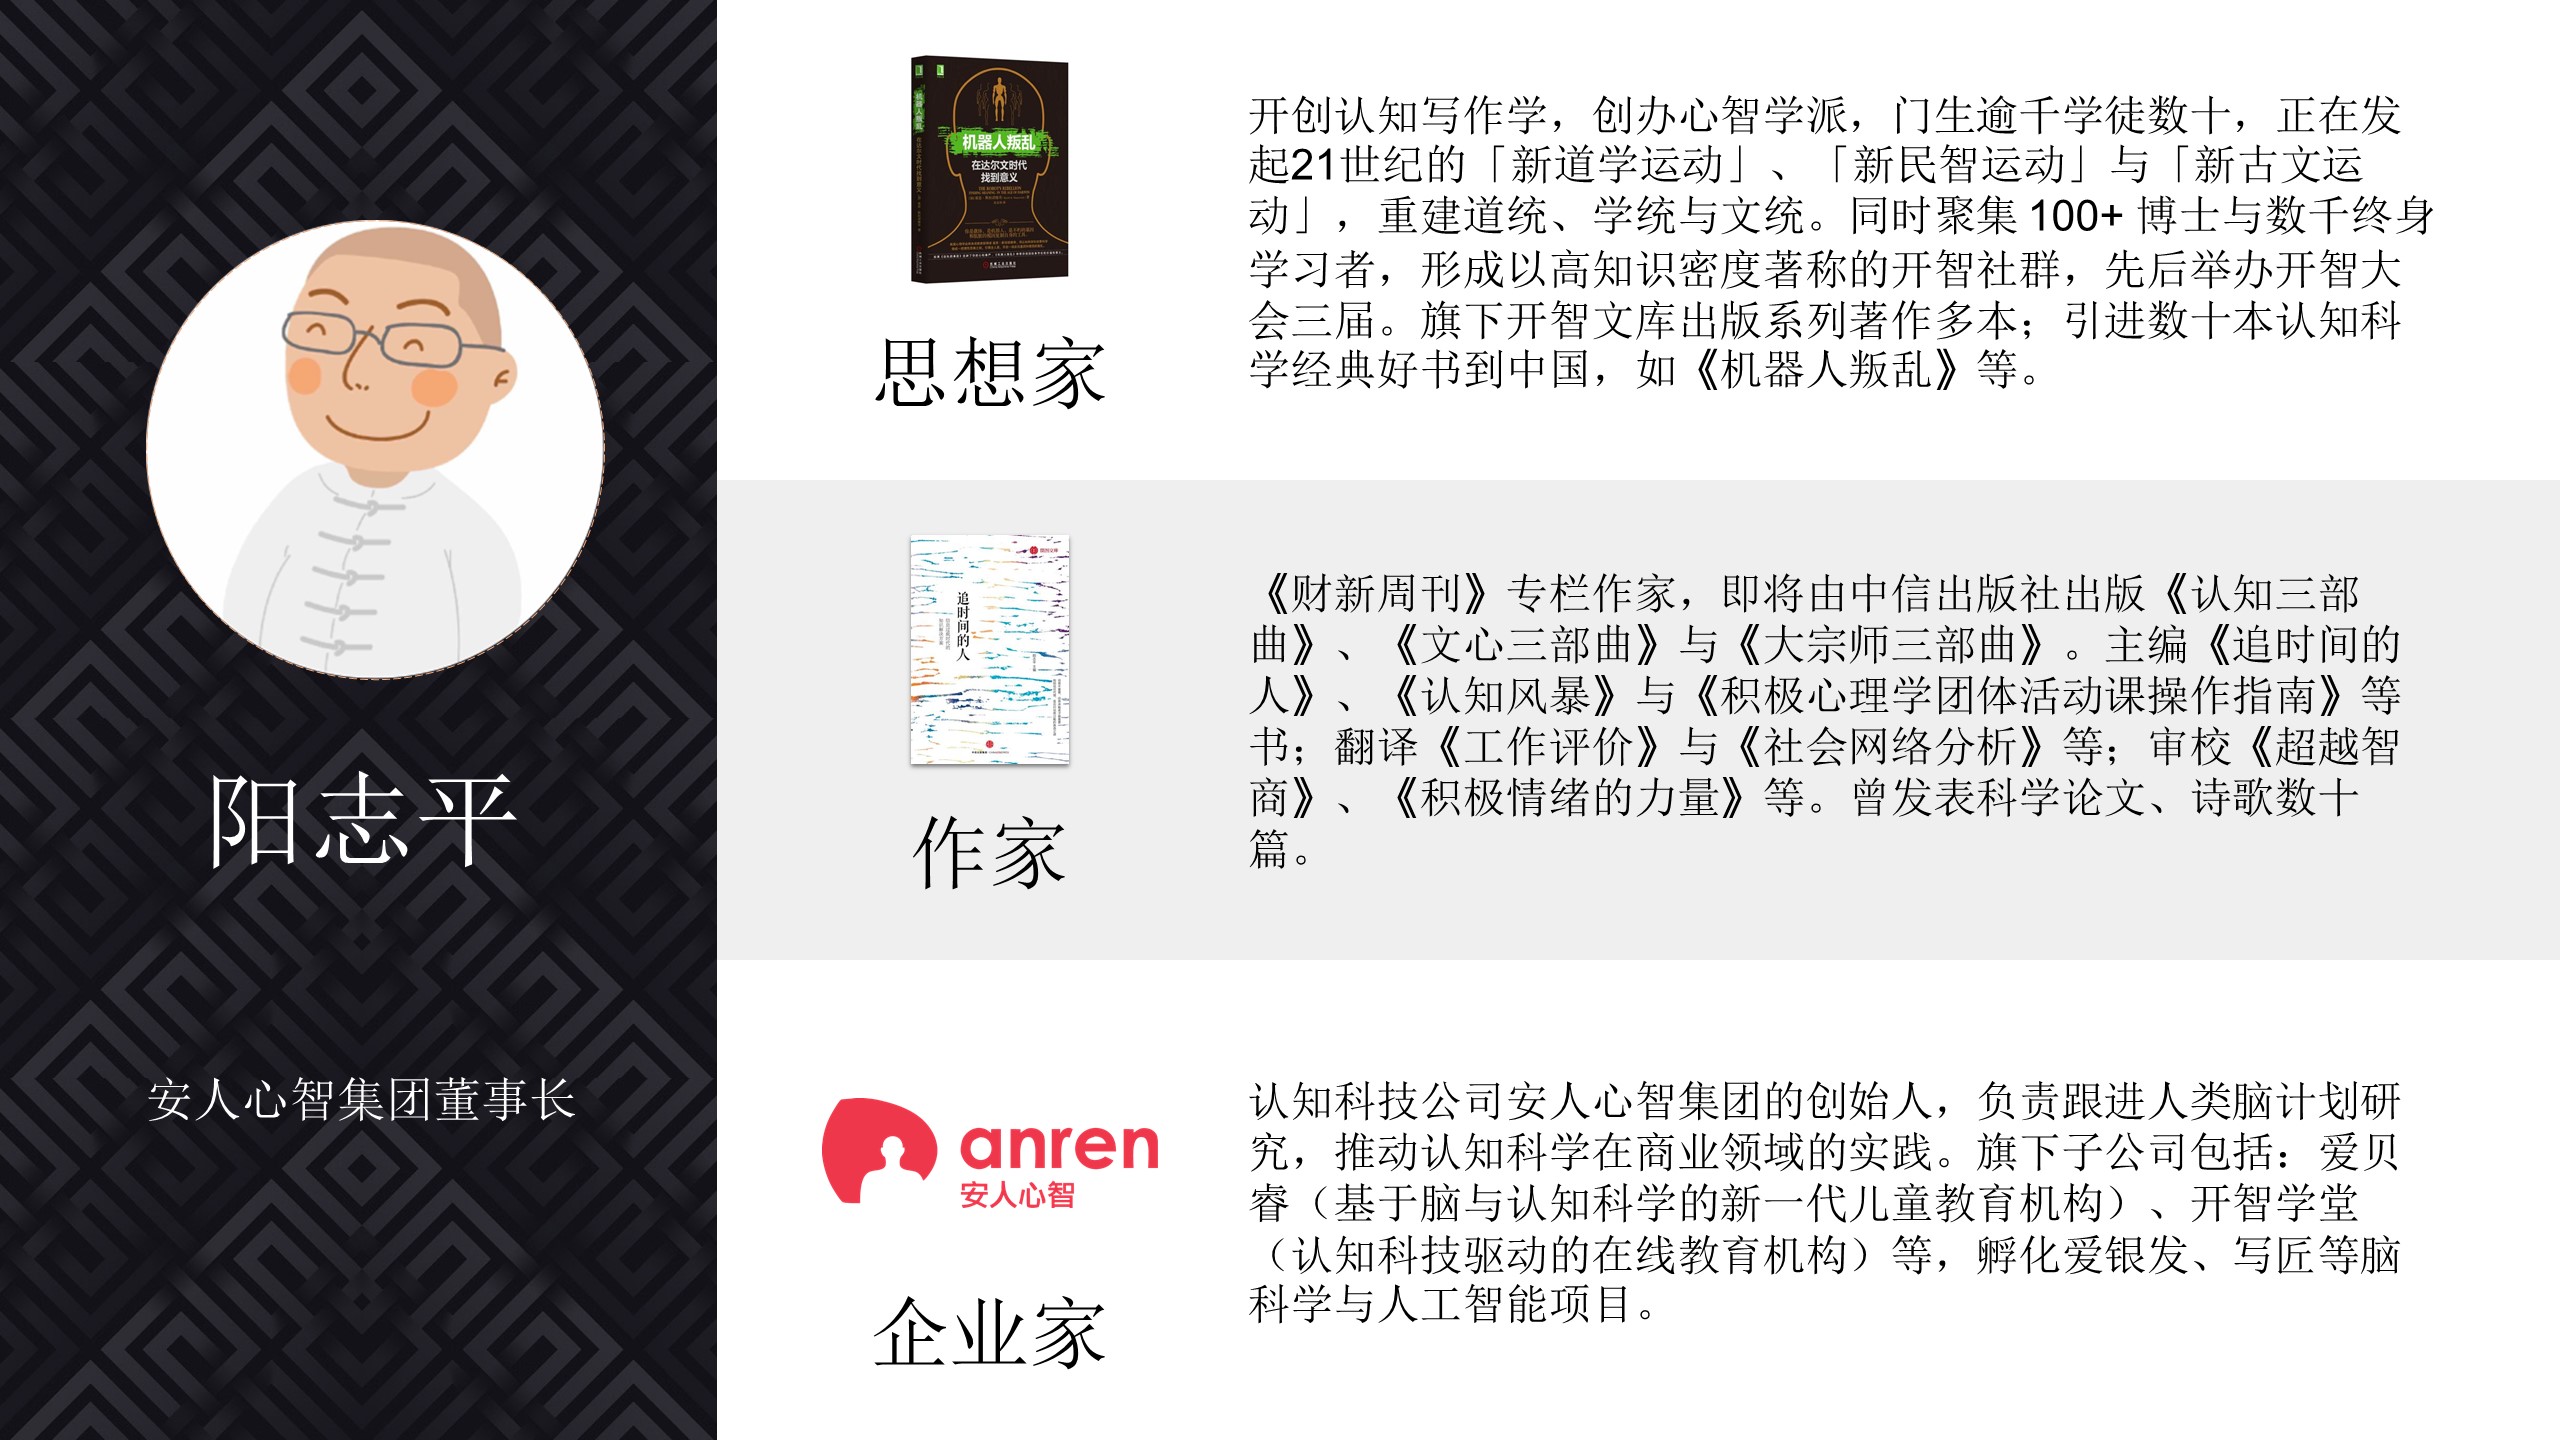 阳志平
安人心智集团董事长
机器人叛乱
机器人叛乱
在达尔文时代
找到意义
思想家
开创认知写作学，创办心智学派，门生逾千学徒数十，正在发
起21世纪的「新道学运动」、「新民智运动」与「新古文运
动」，重建道统、学统与文统。同时聚集 100+ 博士与数千终身
学习者，形成以高知识密度著称的开智社群，先后举办开智大
会三届。旗下开智文库出版系列著作多本；引进数十本认知科
学经典好书到中国，如《机器人叛乱》等。
追时间的人
作家
《财新周刊》专栏作家，即将由中信出版社出版《认知三部
曲》、《文心三部曲》与《大宗师三部曲》。主编《追时间的
人》、《认知风暴》与《积极心理学团体活动课操作指南》等
书；翻译《工作评价》与《社会网络分析》等；审校《超越智
商》、《积极情绪的力量》等。曾发表科学论文、诗歌数十
篇。
anren
安人心智
企业家
认知科技公司安人心智集团的创始人，负责跟进人类脑计划研
究，推动认知科学在商业领域的实践。旗下子公司包括：爱贝
睿（基于脑与认知科学的新一代儿童教育机构）、开智学堂
（认知科技驱动的在线教育机构）等，孵化爱银发、写匠等脑
科学与人工智能项目。